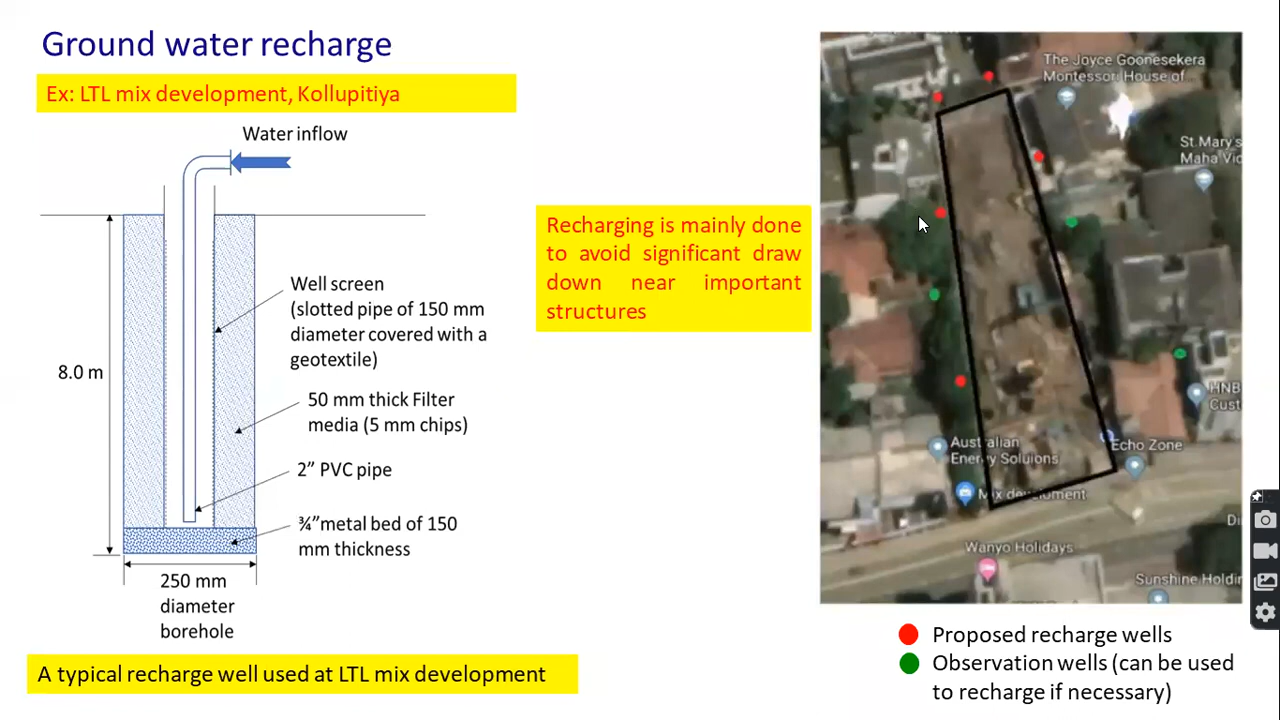 Ground water recharge
Ex: LTL mix development, Kollupitiya
Water inflow
Well screen
(slotted pipe of 150 mm
diameter covered with a
geotextile)
8.0 m
50 mm thick Filter
media (5 mm chips)
2” PVC pipe
¾”metal bed of 150
mm thickness
250 mm
diameter
borehole
A typical recharge well used at LTL mix development
Recharging is mainly done
to avoid significant draw
down near important
structures
The Joyce Goonesekera
Montessori House of
St.Mary's
Maha Vid
HNB
Cust
Australian
Energy Soluions
Echo Zone
Mix develoment
Wanyo Holidays
Di
Sunshine Holdin
Proposed recharge wells
Observation wells (can be used
to recharge if necessary)